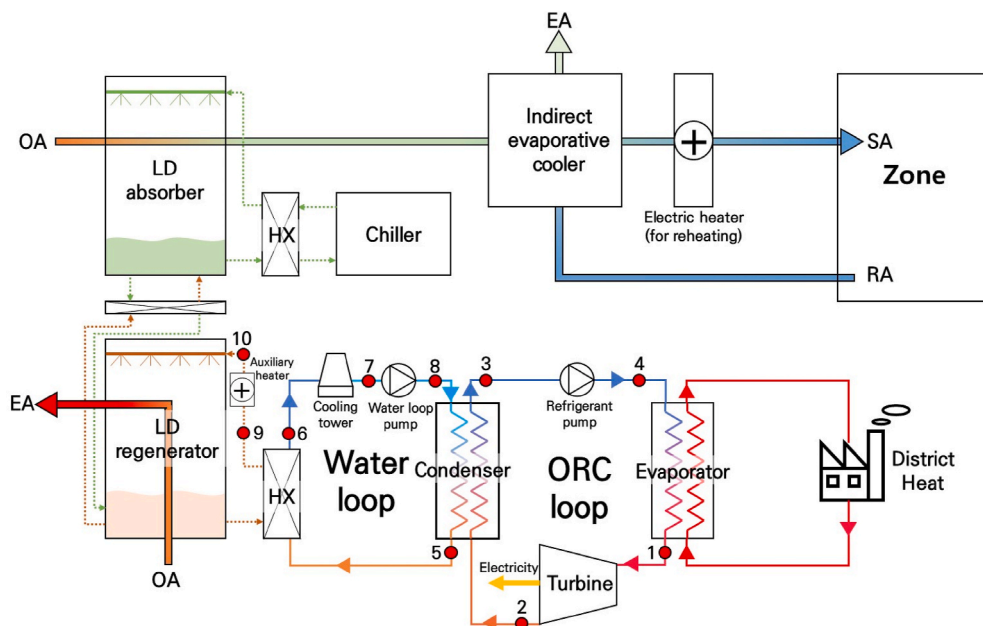 EA
OA
LD
absorber
HX
Chiller
Indirect
evaporative
cooler
Electric heater
(for reheating)
SA
Zone
RA
10
Auxiliary
heater
9
EA
LD
regenerator
OA
HX
6
Cooling
tower
7
Water loop
pump
8
Water
loop
5
Condenser
3
Refrigerant
pump
4
ORC
loop
Evaporator
1
Electricity
Turbine
2
District
Heat